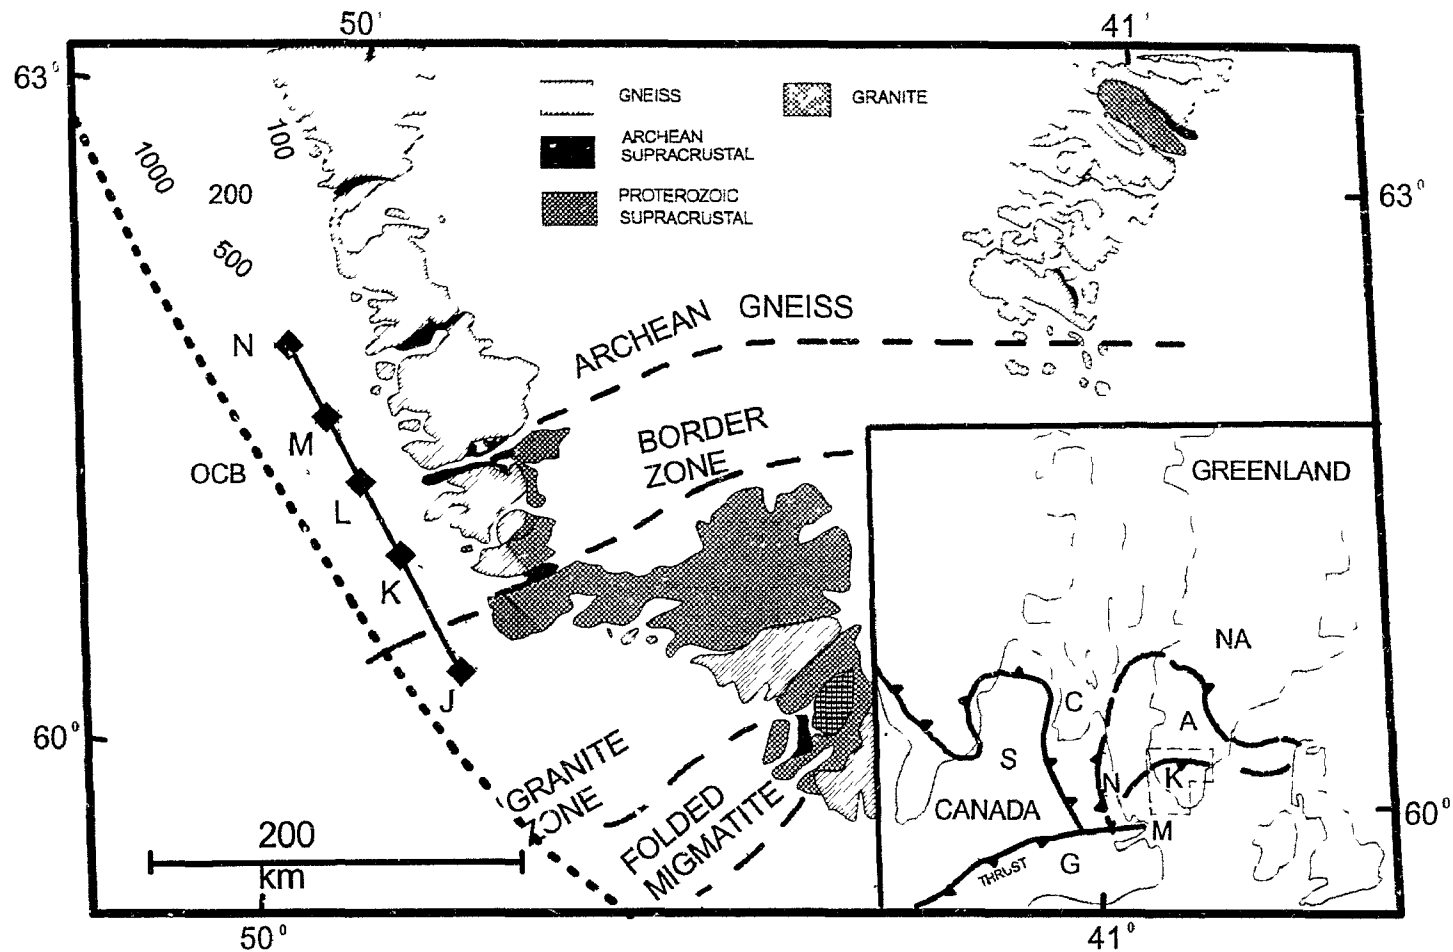 50'
41'
63°
GNEISS
GRANITE
ARCHEAN
SUPRACRUSTAL
PROTEROZOIC
SUPRACRUSTAL
100
1000
200
500
63°
ARCHEAN GNEISS
N
M
OCB
L
K
J
BORDER
ZONE
GREENLAND
NA
C
A
S
N
K
CANADA
M
G
THRUST
60°
60°
GRANITE
ZONE
FOLDED
MIGMATITE
200
km
50°
41°